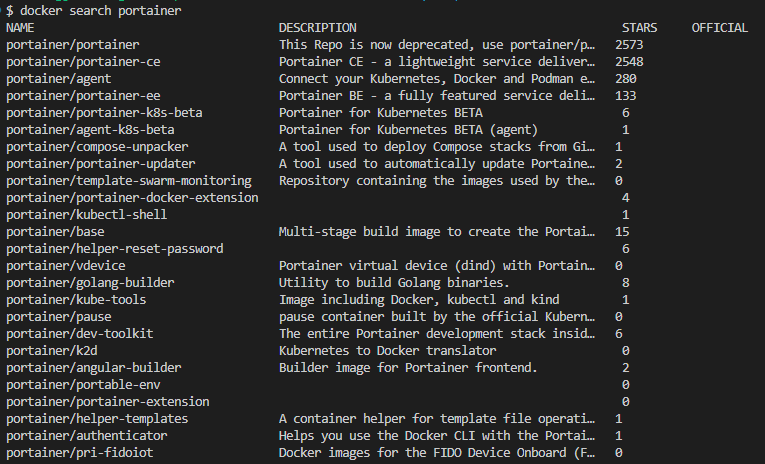 $ docker search portainer
NAME DESCRIPTION STARS OFFICIAL
portainer/portainer This Repo is now deprecated, use portainer/p… 2573
portainer/portainer-ce Portainer CE - a lightweight service deliver… 2548
portainer/agent Connect your Kubernetes, Docker and Podman e… 280
portainer/portainer-ee Portainer BE - a fully featured service deli… 133
portainer/portainer-k8s-beta Portainer for Kubernetes BETA 6
portainer/agent-k8s-beta Portainer for Kubernetes BETA (agent) 1
portainer/compose-unpacker A tool used to deploy Compose stacks from Gi… 1
portainer/portainer-updater A tool used to automatically update Portaine… 2
portainer/template-swarm-monitoring Repository containing the images used by the… 0
portainer/portainer-docker-extension 4
portainer/kubectl-shell 1
portainer/base Multi-stage build image to create the Portai… 15
portainer/helper-reset-password 6
portainer/vdevice Portainer virtual device (dind) with Portain… 0
portainer/golang-builder Utility to build Golang binaries. 8
portainer/kube-tools Image including Docker, kubectl and kind 1
portainer/pause pause container built by the official Kubern… 0
portainer/dev-toolkit The entire Portainer development stack insid… 6
portainer/k2d Kubernetes to Docker translator 0
portainer/angular-builder Builder image for Portainer frontend. 2
portainer/portable-env 0
portainer/portainer-extension 0
portainer/helper-templates A container helper for template file operati… 1
portainer/authenticator Helps you use the Docker CLI with the Portai… 1
portainer/pri-fidoiot Docker images for the FIDO Device Onboard (F… 0